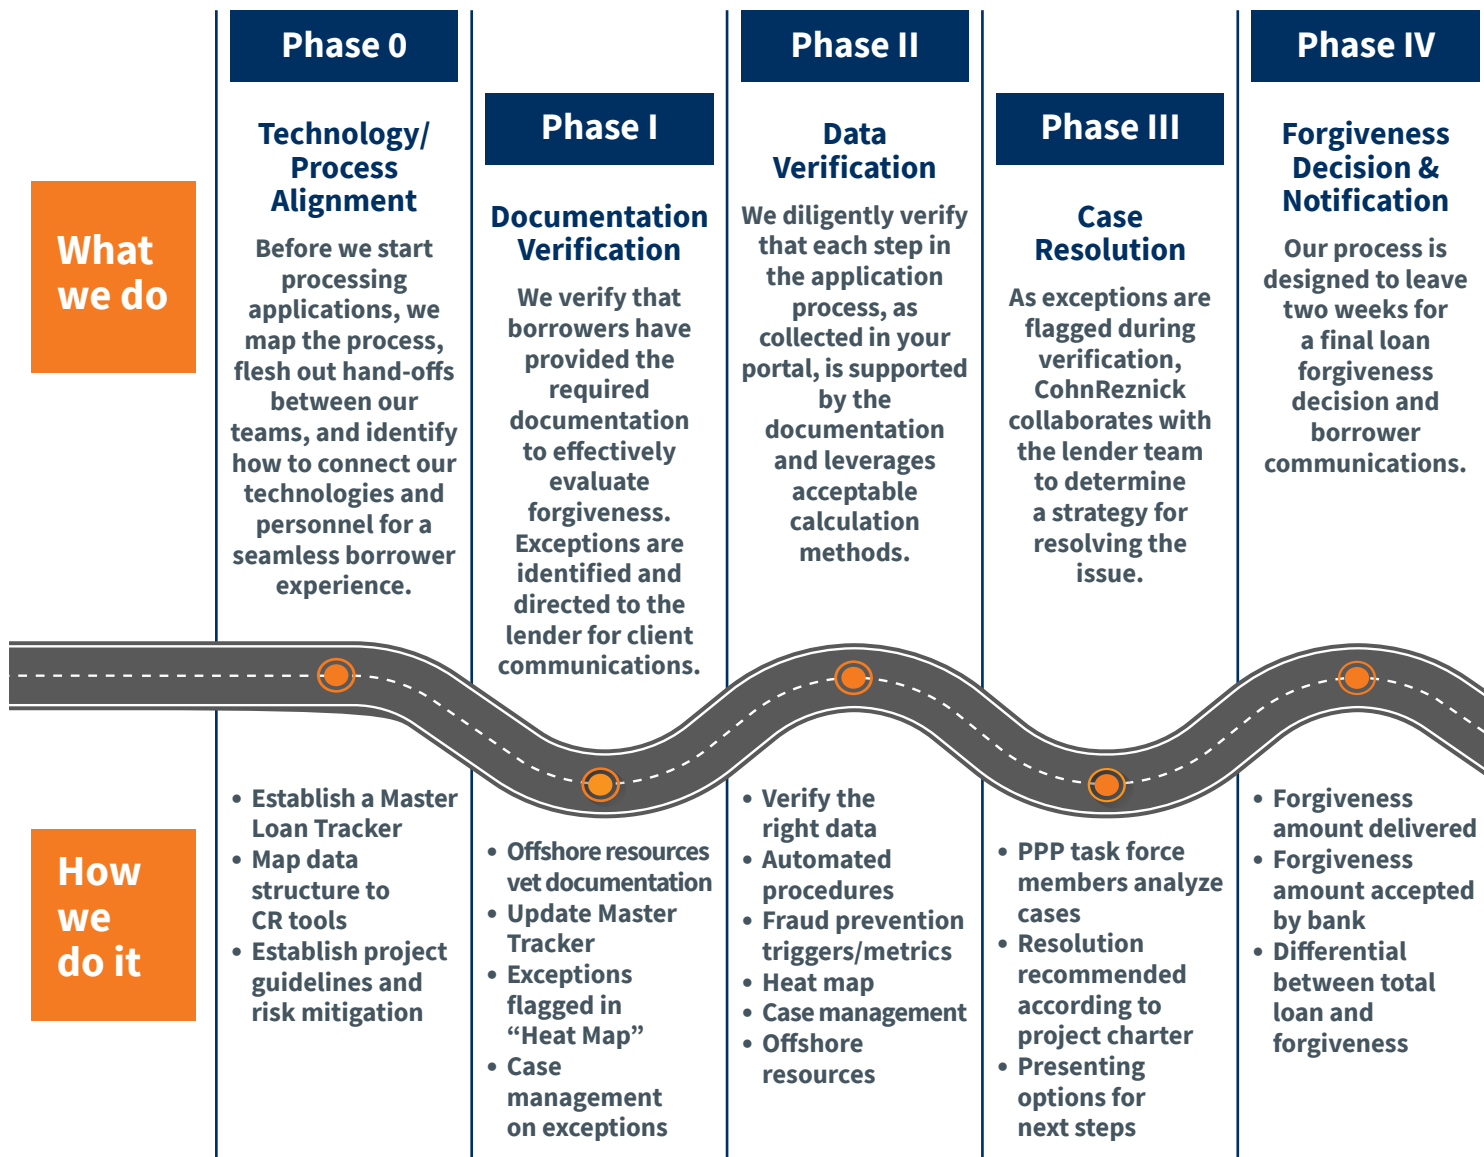 Phase 0
Technology/
Process
Alignment
Before we start
processing
applications, we
map the process,
flesh out hand-offs
between our
teams, and identify
how to connect our
technologies and
personnel for a
seamless borrower
experience.
Phase I
Documentation
Verification
We verify that
borrowers have
provided the
required
documentation
to effectively
evaluate
forgiveness.
Exceptions are
identified and
directed to the
lender for client
communications.
Phase II
Data
Verification
We diligently verify
that each step in
the application
process, as
collected in your
portal, is supported
by the
documentation
and leverages
acceptable
calculation
methods.
Phase III
Case
Resolution
As exceptions are
flagged during
verification,
CohnReznick
collaborates with
the lender team
to determine
a strategy for
resolving the
issue.
Phase IV
Forgiveness
Decision &
Notification
Our process is
designed to leave
two weeks for
a final loan
forgiveness
decision and
borrower
communications.
What
we do
How
we
do it
• Establish a Master
Loan Tracker
• Map data
structure to
CR tools
• Establish project
guidelines and
risk mitigation
• Offshore resources
vet documentation
• Update Master
Tracker
• Exceptions
flagged in
“Heat Map”
• Case
management
on exceptions
• Verify the
right data
• Automated
procedures
• Fraud prevention
triggers/metrics
• Heat map
• Case management
• Offshore
resources
• PPP task force
members analyze
cases
• Resolution
recommended
according to
project charter
• Presenting
options for
next steps
• Forgiveness
amount delivered
• Forgiveness
amount accepted
by bank
• Differential
between total
loan and
forgiveness